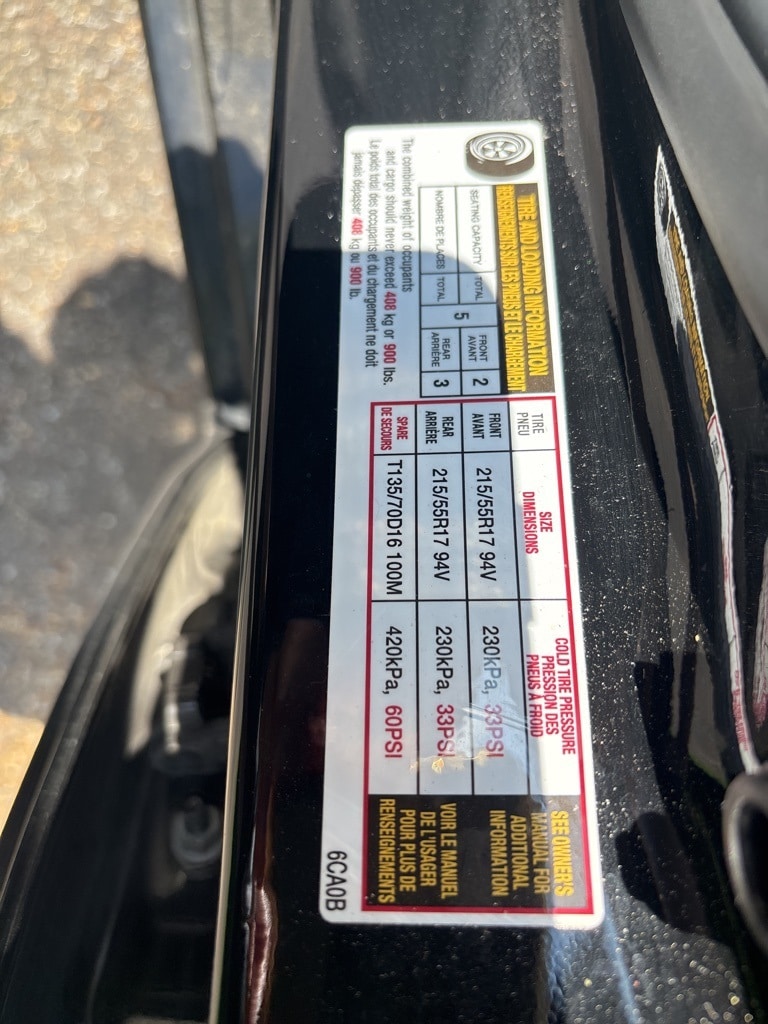 TIRE AND LOADING INFORMATION
RENSEIGNEMENTS SUR LES PNEUS ET LE CHARGEMENT
SEATING CAPACITY
NOMBRE DE PLACES
TOTAL
TOTAL
5
FRONT
AVANT
2
REAR
ARRIÈRE
3
The combined weight of occupants
and cargo should never exceed 408 kg or 900 lbs.
Le poids total des occupants et du chargement ne doit
jamais dépasser 408 kg ou 900 lb.
TIRE
PNEU
SIZE
DIMENSIONS
COLD TIRE PRESSURE
PRESSION DES
PNEUS À FROID
FRONT
AVANT
215/55R17 94V
230kPa, 33PSI
REAR
ARRIÈRE
215/55R17 94V
230kPa, 33PSI
SPARE
DE SECOURS
T135/70D16 100M
420kPa, 60PSI
SEE OWNER'S
MANUAL FOR
ADDITIONAL
INFORMATION
VOIR LE MANUEL
DE L'USAGER
POUR PLUS DE
RENSEIGNEMENTS
6CA0B